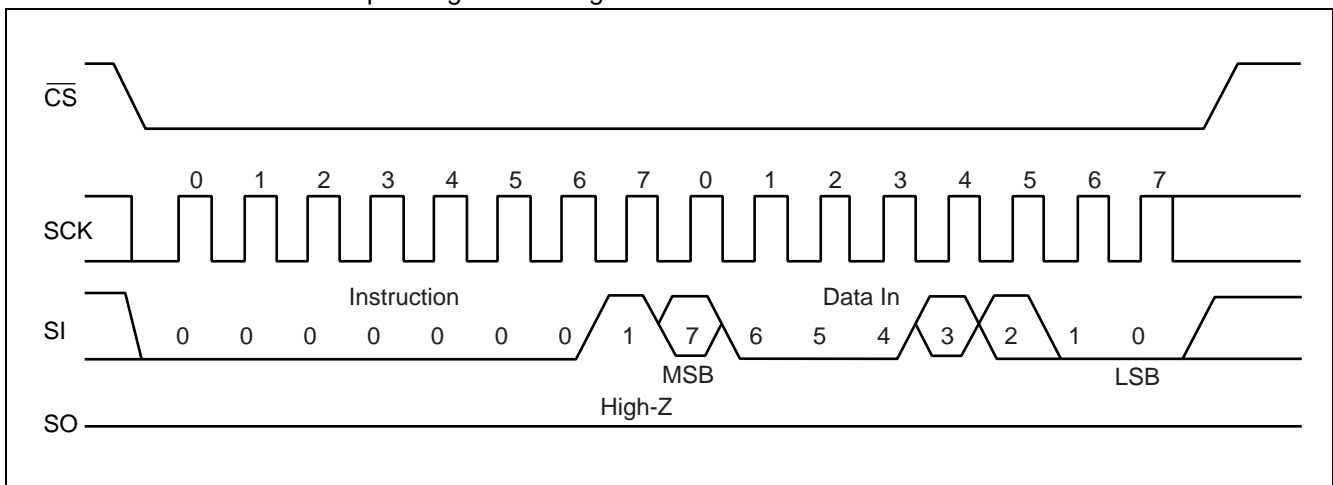 CS
0 1 2 3 4 5 6 7 0 1 2 3 4 5 6 7
SCK
Instruction Data In
SI 0 0 0 0 0 0 0 1 7 6 5 4 3 2 1 0
MSB LSB
High-Z
SO